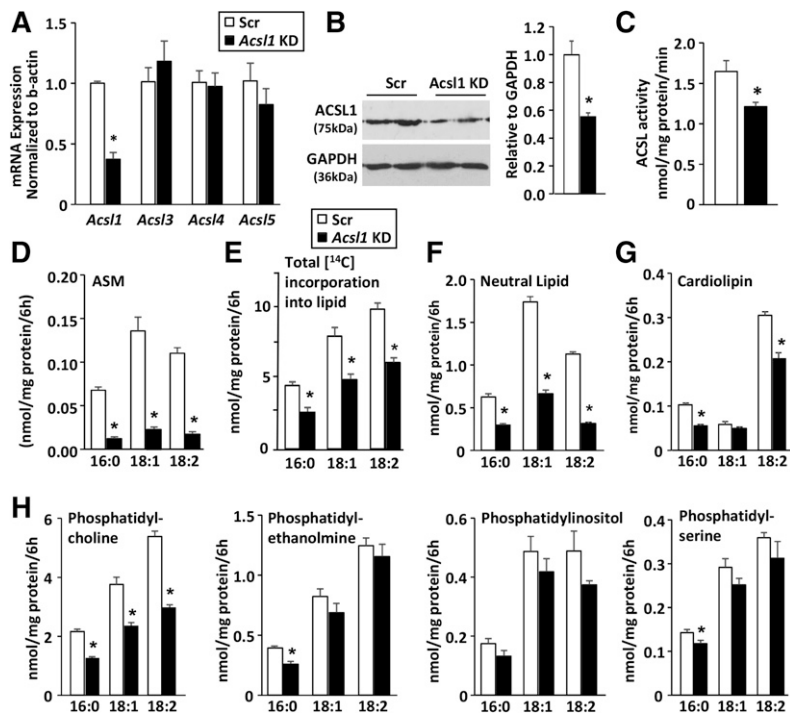 A
Scr
Acsl1 KD
mRNA Expression
Normalized to b-actin
1.5
1.0
0.5
0
*
Acsl1 Acsl3 Acsl4 Acsl5
B
Scr Acsl1 KD
ACSL1
(75kDa)
GAPDH
(36kDa)
Relative to GAPDH
1.2
1.0
0.8
0.6
0.4
0.2
0.0
*
C
ACSL activity
nmol/mg protein/min
2.0
1.5
1.0
0.5
0
*
Scr
Acsl1 KD
D
ASM
(nmol/mg protein/6h)
0.20
0.15
0.10
0.05
0.00
* * *
16:0 18:1 18:2
E
Total [¹⁴C]
incorporation
into lipid
nmol/mg protein/6h
10
5
0
* * *
16:0 18:1 18:2
F
Neutral Lipid
nmol/mg protein/6h
2.0
1.5
1.0
0.5
0
* * *
16:0 18:1 18:2
G
Cardiolipin
nmol/mg protein/6h
0.4
0.3
0.2
0.1
0
* *
16:0 18:1 18:2
H
Phosphatidyl-
choline
nmol/mg protein/6h
6
4
2
0
* * *
16:0 18:1 18:2
Phosphatidyl-
ethanolmine
nmol/mg protein/6h
1.5
1.0
0.5
0
*
16:0 18:1 18:2
Phosphatidylinositol
nmol/mg protein/6h
0.6
0.4
0.2
0
16:0 18:1 18:2
Phosphatidyl-
serine
nmol/mg protein/6h
0.4
0.3
0.2
0.1
0
*
16:0 18:1 18:2